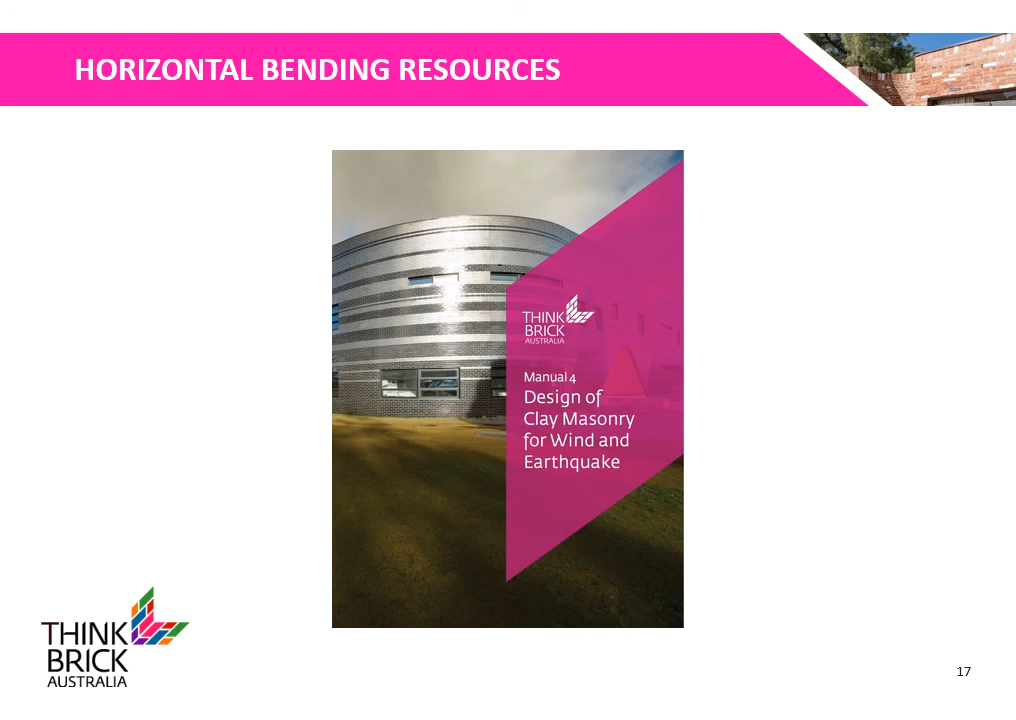 HORIZONTAL BENDING RESOURCES
THINK
BRICK
AUSTRALIA
Manual 4
Design of
Clay Masonry
for Wind and
Earthquake
THINK
BRICK
AUSTRALIA
17